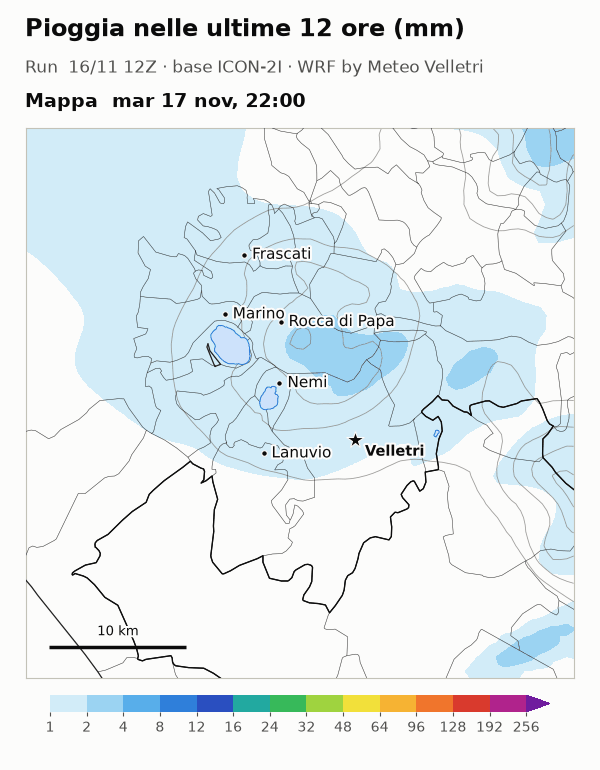 Pioggia nelle ultime 12 ore (mm)
Run  16/11 12Z · base ICON-2I · WRF by Meteo Velletri
Mappa  mar 17 nov, 22:00
Frascati
Marino
Rocca di Papa
Nemi
Velletri
Lanuvio
10 km
1 2 4 8 12 16 24 32 48 64 96 128 192 256